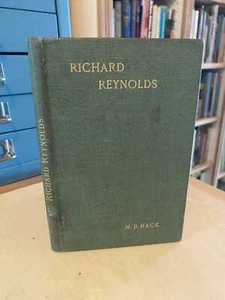 RICHARD
REYNOLDS
M. P. HACK
RICHARD REYNOLDS